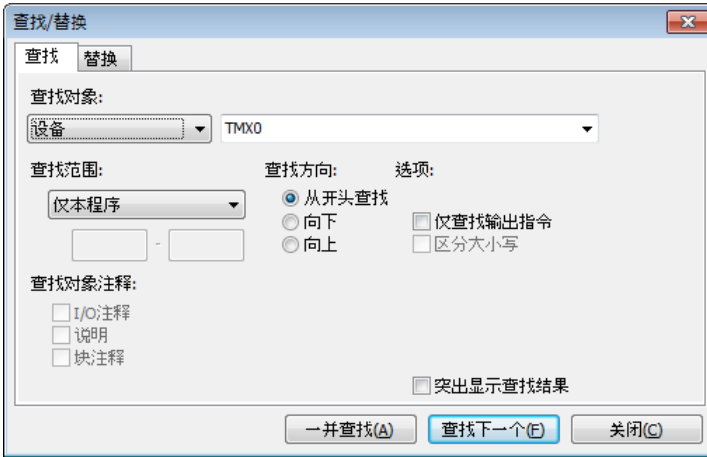 查找/替换
查找 替换
查找对象:
设备 TMX0
查找范围: 查找方向: 选项:
仅本程序 从开头查找
向下 仅查找输出指令
- 向上 区分大小写
查找对象注释:
I/O注释
说明
块注释
突出显示查找结果
一并查找(A) 查找下一个(F) 关闭(C)